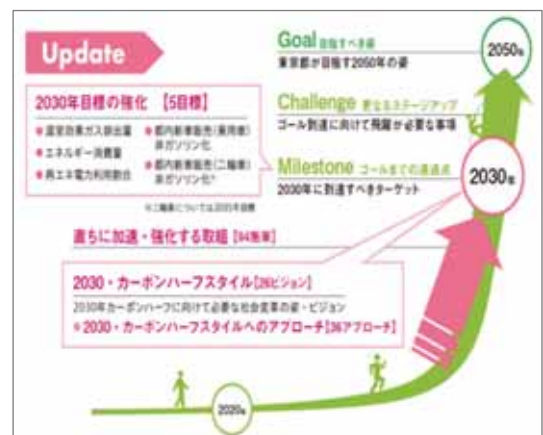 Update
Goal 目指すべき姿
東京都が目指す2050年の姿
2050年
2030年目標の強化 【5目標】
●温室効果ガス排出量
●エネルギー消費量
●再エネ電力利用割合
●都内新車販売(乗用車)
非ガソリン化
●都内新車販売(二輪車)
非ガソリン化※
※二輪車については2035年目標
Challenge 更なるステージアップ
ゴール到達に向けて飛躍が必要な事項
Milestone ゴールまでの通過点
2030年に到達すべきターゲット
2030年
直ちに加速・強化する取組【94施策】
2030・カーボンハーフスタイル【26ビジョン】
2030年カーボンハーフに向けて必要な社会変革の姿・ビジョン
※2030・カーボンハーフスタイルへのアプローチ【36アプローチ】
2020年